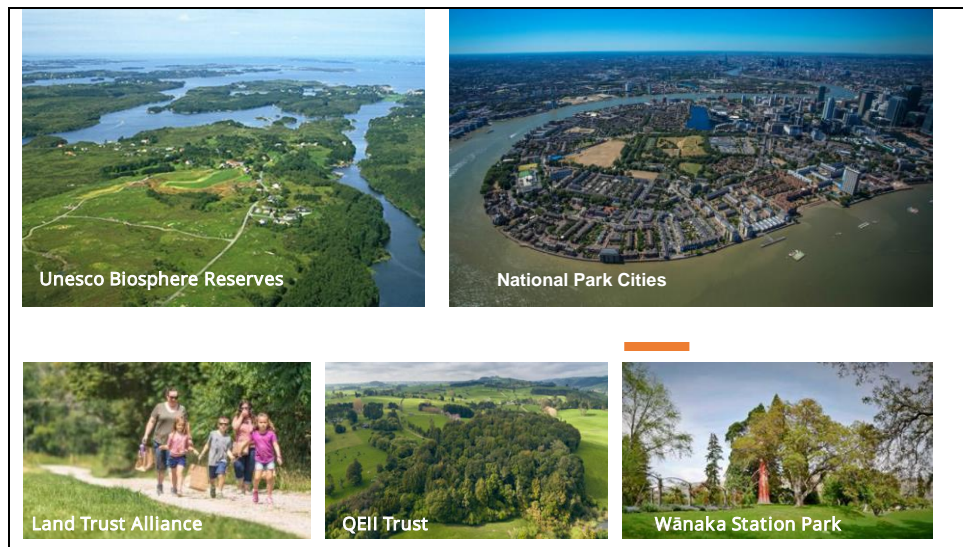 Unesco Biosphere Reserves
National Park Cities
Land Trust Alliance
QEII Trust
Wānaka Station Park